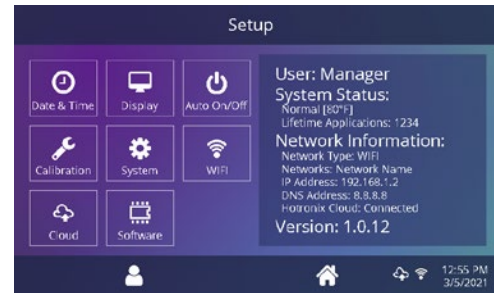 Setup
Date & Time
Display
Auto On/Off
Calibration
System
WIFI
Cloud
Software
User: Manager
System Status:
Normal [80°F]
Lifetime Applications: 1234
Network Information:
Network Type: WIFI
Networks: Network Name
IP Address: 192.168.1.2
DNS Address: 8.8.8.8
Hotronix Cloud: Connected
Version: 1.0.12
12:55 PM
3/5/2021